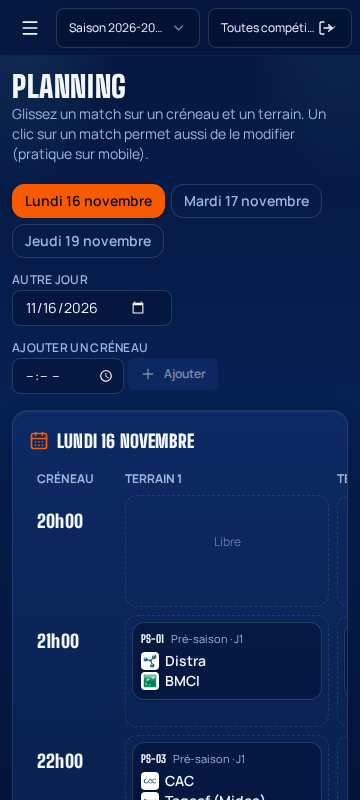 Saison 2026-20...
Toutes compéti...
PLANNING
Glissez un match sur un créneau et un terrain. Un
clic sur un match permet aussi de le modifier
(pratique sur mobile).
Lundi 16 novembre
Mardi 17 novembre
Jeudi 19 novembre
AUTRE JOUR
11/16/2026
AJOUTER UN CRÉNEAU
--:-- --
Ajouter
LUNDI 16 NOVEMBRE
CRÉNEAU
TERRAIN 1
20h00
Libre
21h00
PS-01 Pré-saison · J1
Distra
BMCI
22h00
PS-03 Pré-saison · J1
CAC